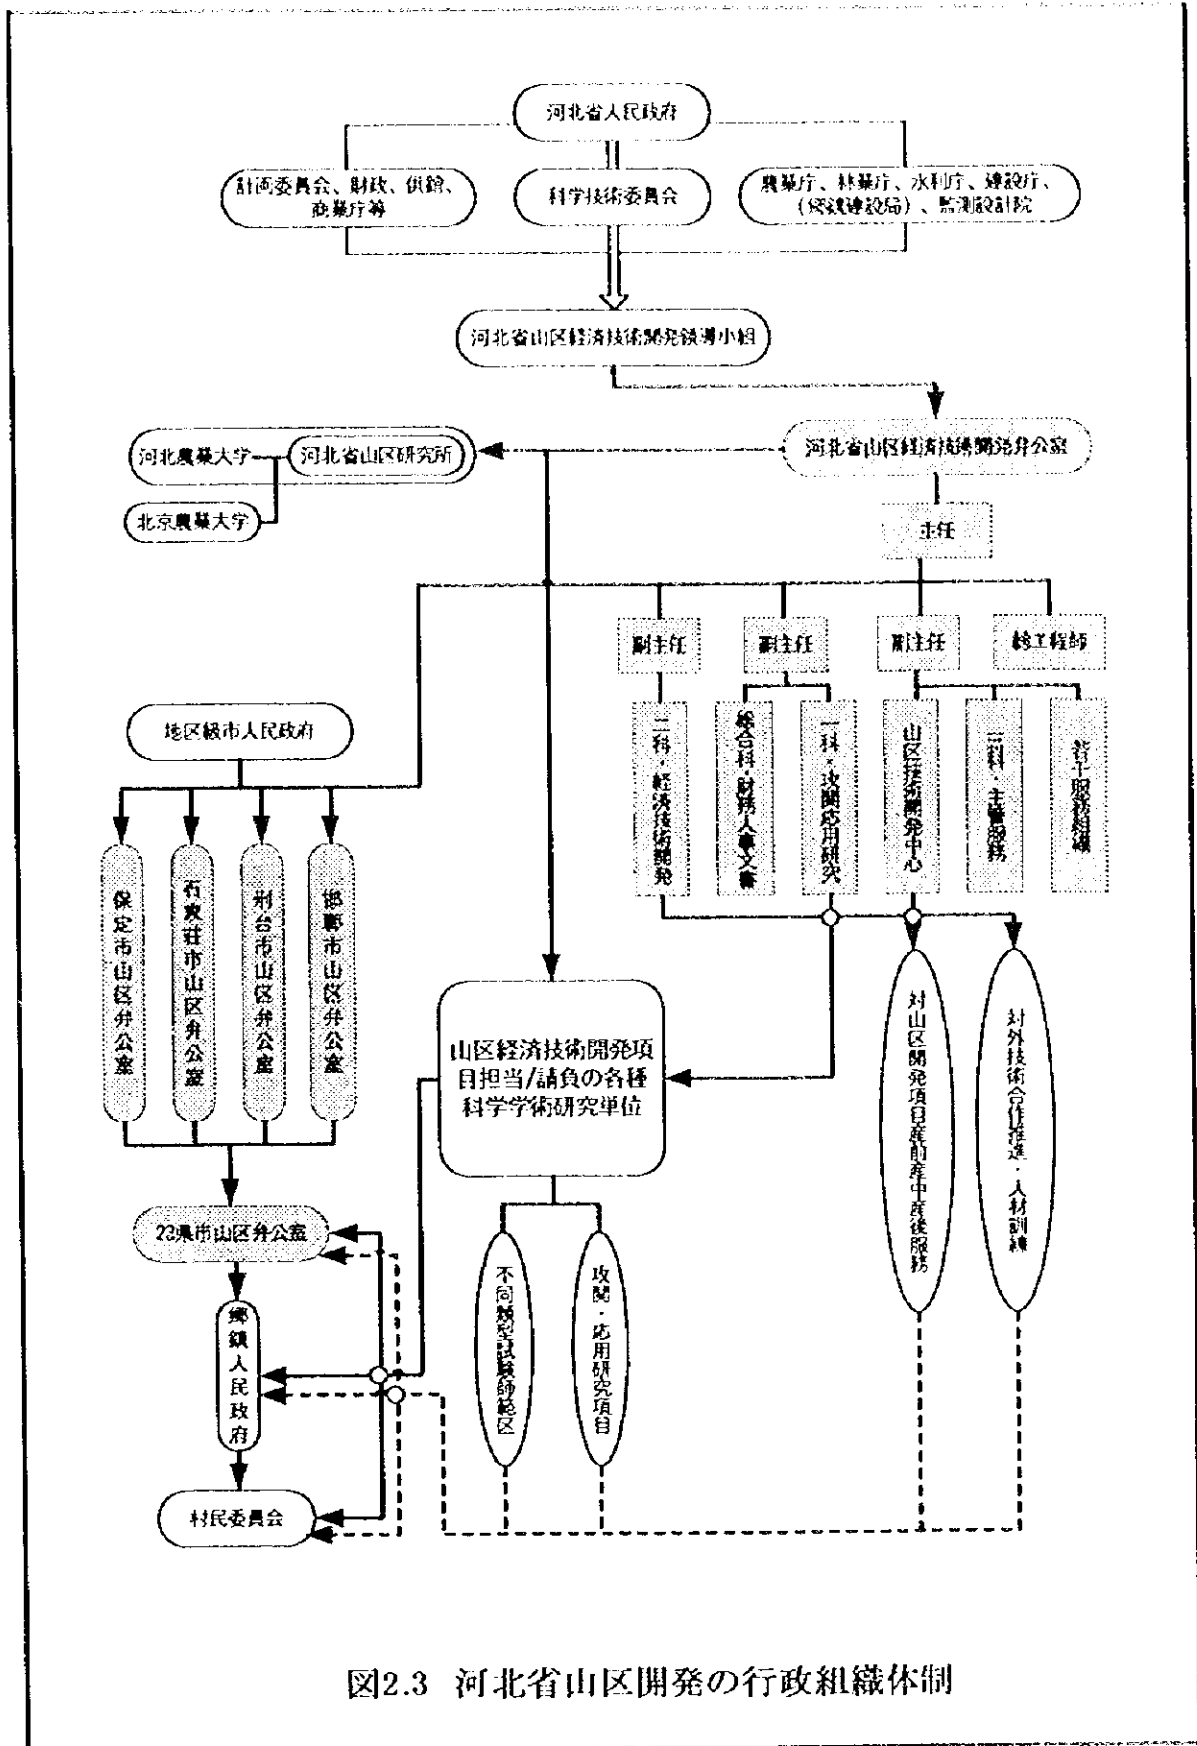 河北省人民政府
計画委員会、財政、供銷、
商業庁等
科学技術委員会
農業庁、林業庁、水利庁、建設庁、
(郷鎮建設局)、監測設計院
河北省山区経済技術開発領導小組
河北省山区経済技術開発弁公室
河北農業大学
河北省山区研究所
北京農業大学
主任
副主任
副主任
副主任
総工程師
二科・経済技術開発
総合科・財務人事文書
一科・攻関応用研究
山区技術開発中心
三科・主管服務
若干服務組織
地区級市人民政府
保定市山区弁公室
石家荘市山区弁公室
刑台市山区弁公室
邯鄲市山区弁公室
山区経済技術開発項
目担当/請負の各種
科学学術研究単位
対山区開発項目産前産中産後服務
対外技術合作推進・人材訓練
22県市山区弁公室
郷鎮人民政府
村民委員会
不同類型試験師範区
攻関・応用研究項目
図2.3 河北省山区開発の行政組織体制